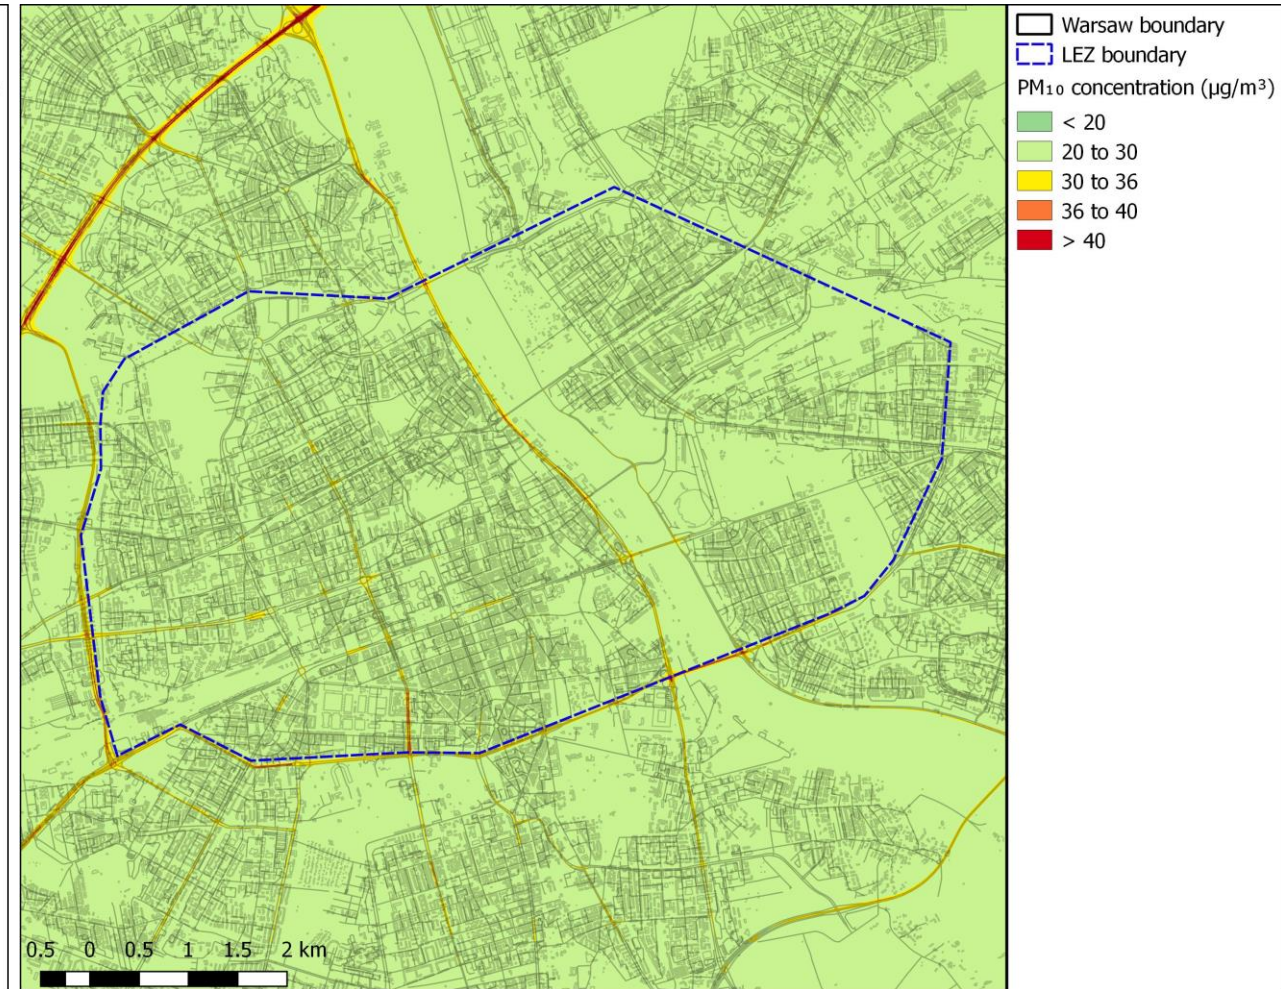 Warsaw boundary
LEZ boundary
PM₁₀ concentration (µg/m³)
< 20
20 to 30
30 to 36
36 to 40
> 40
0.5 0 0.5 1 1.5 2 km